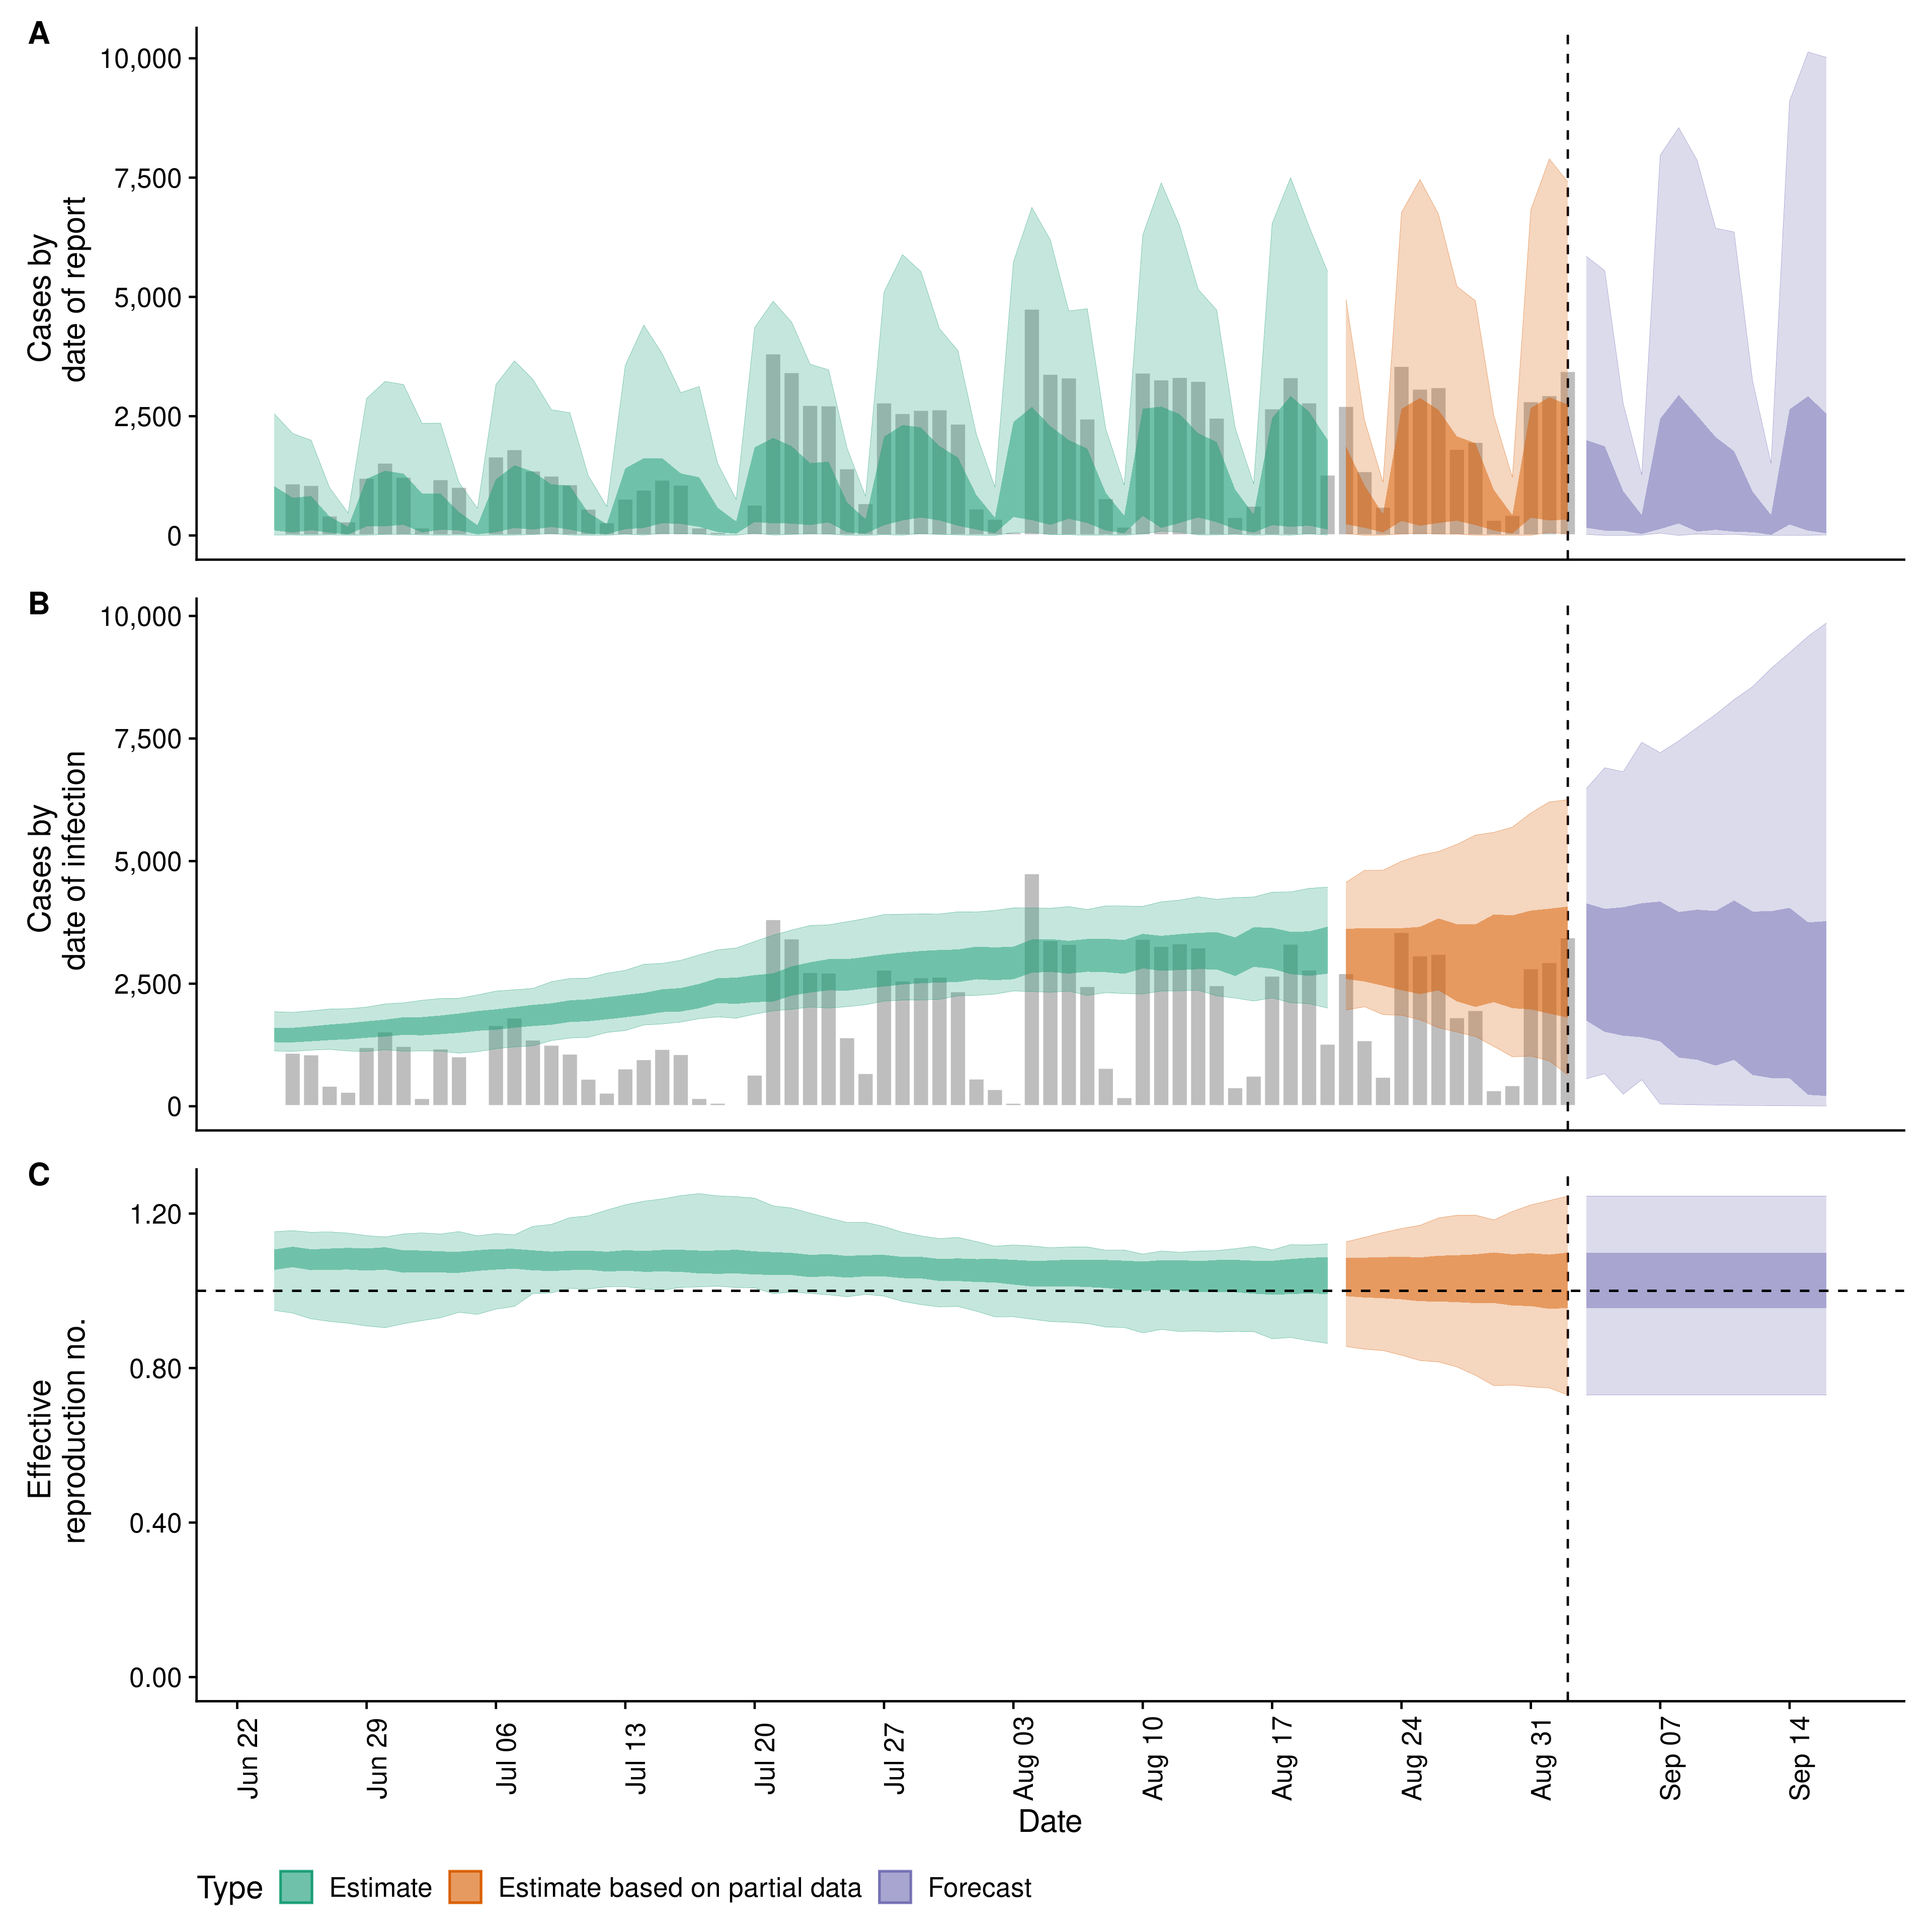 A
10,000
7,500
5,000
2,500
0
Cases by
date of report
B
10,000
7,500
5,000
2,500
0
Cases by
date of infection
C
1.20
0.80
0.40
0.00
Effective
reproduction no.
Jun 22
Jun 29
Jul 06
Jul 13
Jul 20
Jul 27
Aug 03
Aug 10
Aug 17
Aug 24
Aug 31
Sep 07
Sep 14
Date
Type Estimate Estimate based on partial data Forecast